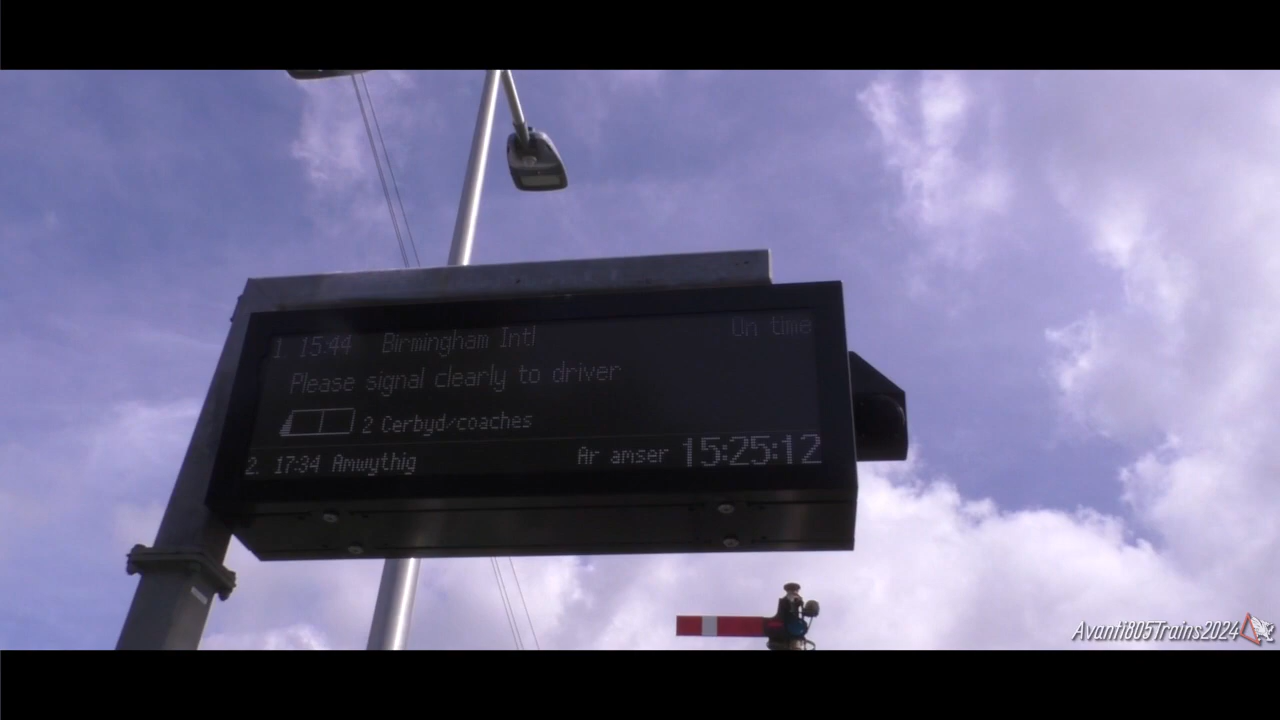 1. 15:44 Birmingham Intl On time
Please signal clearly to driver
2 Cerbyd/coaches
2. 17:34 Amwythig Ar amser 15:25:12
Avanti805Trains2024